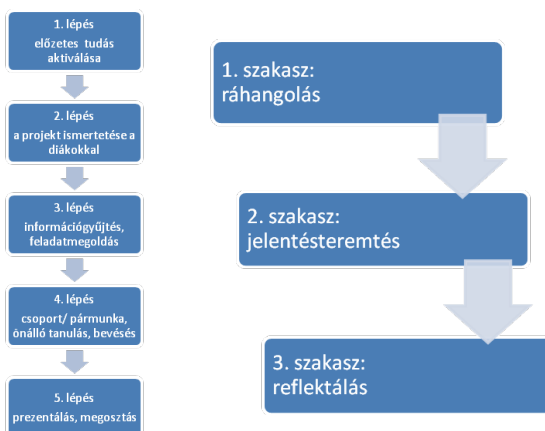 1. lépés
előzetes tudás
aktiválása
2. lépés
a projekt ismertetése a
diákokkal
3. lépés
információgyűjtés,
feladatmegoldás
4. lépés
csoport/ pármunka,
önálló tanulás, bevésés
5. lépés
prezentálás, megosztás
1. szakasz:
ráhangolás
2. szakasz:
jelentésteremtés
3. szakasz:
reflektálás